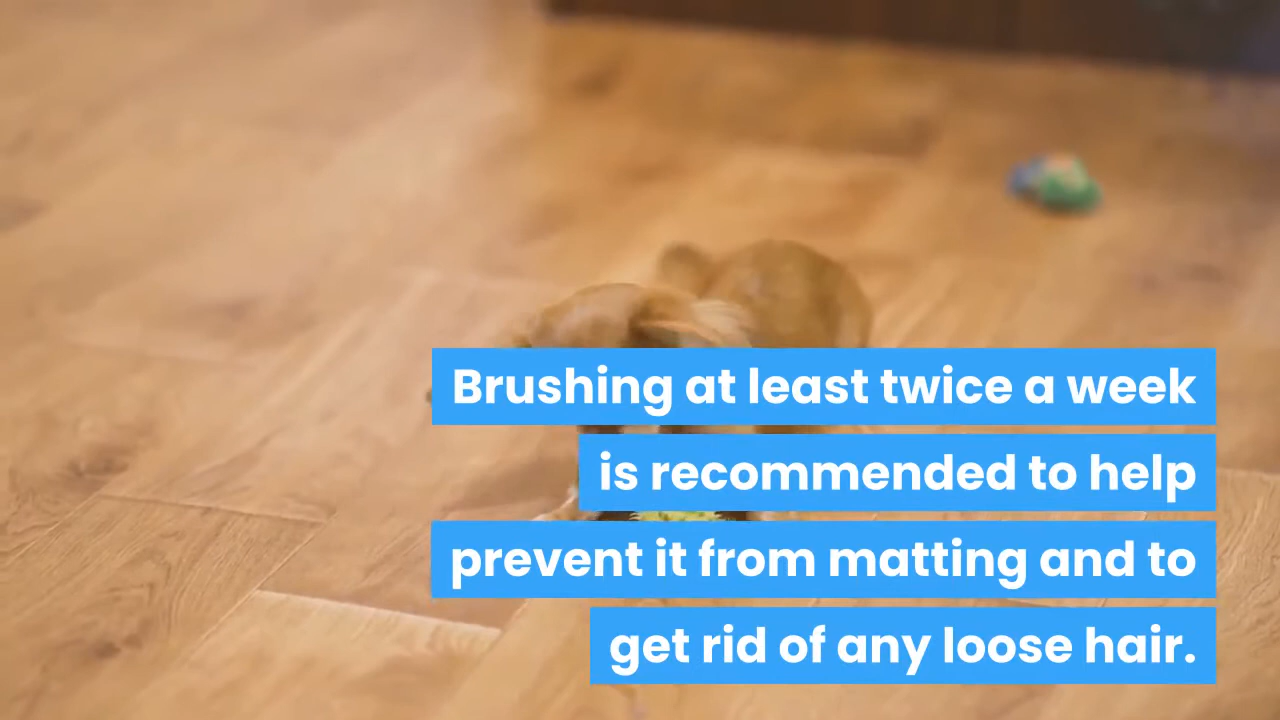 Brushing at least twice a week
is recommended to help
prevent it from matting and to
get rid of any loose hair.